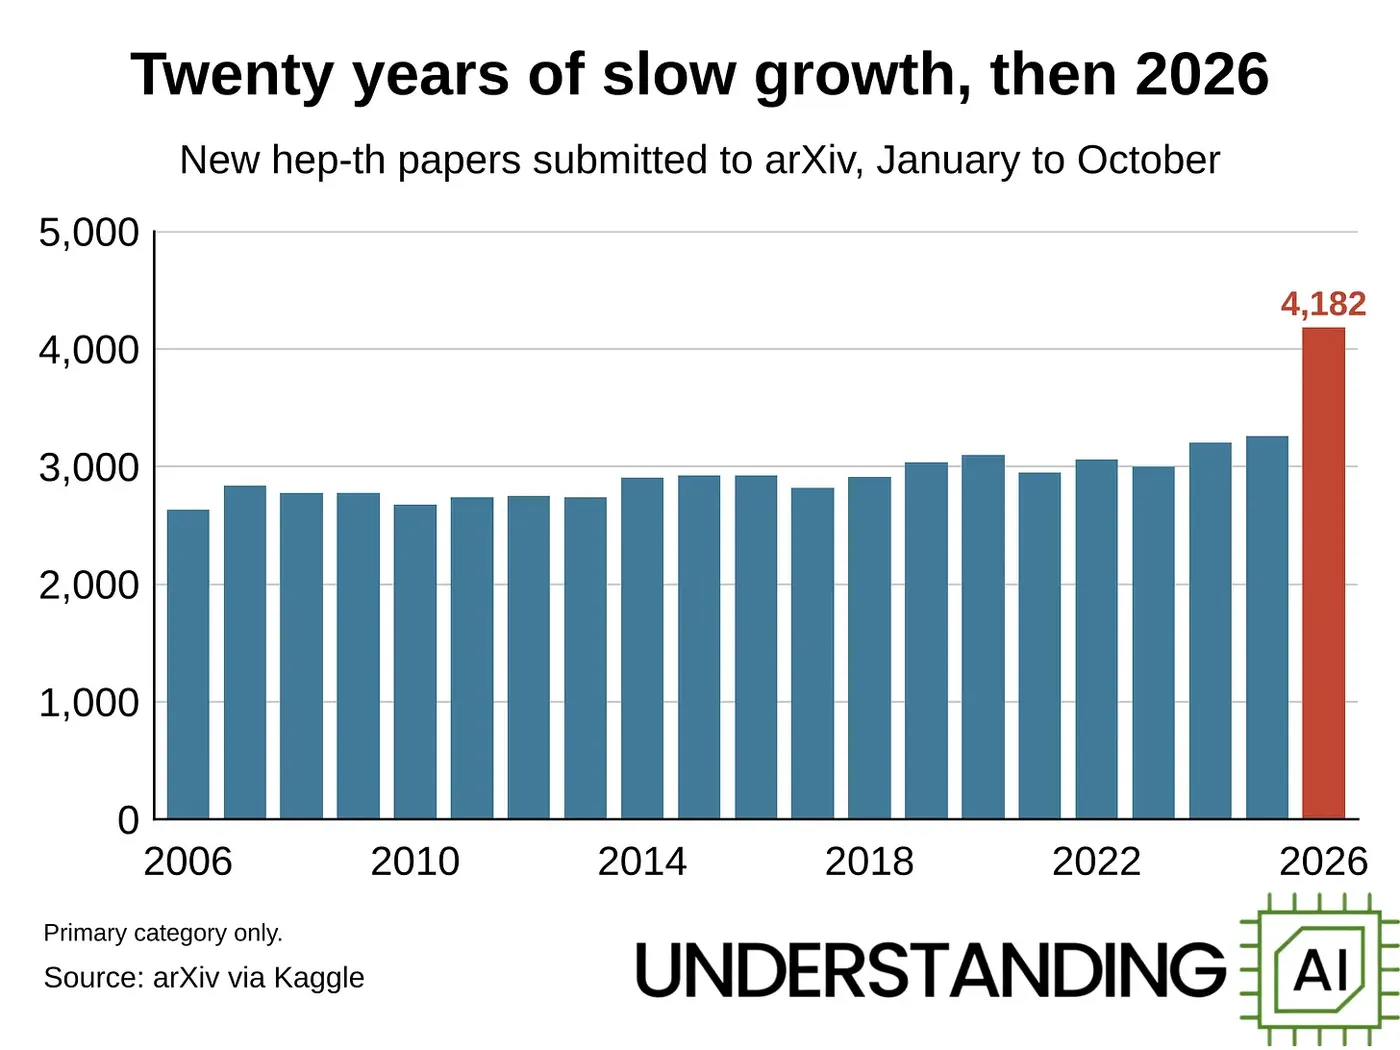 Twenty years of slow growth, then 2026
New hep-th papers submitted to arXiv, January to October
5,000
4,182
4,000
3,000
2,000
1,000
0
2006 2010 2014 2018 2022 2026
Primary category only.
Source: arXiv via Kaggle
UNDERSTANDING AI